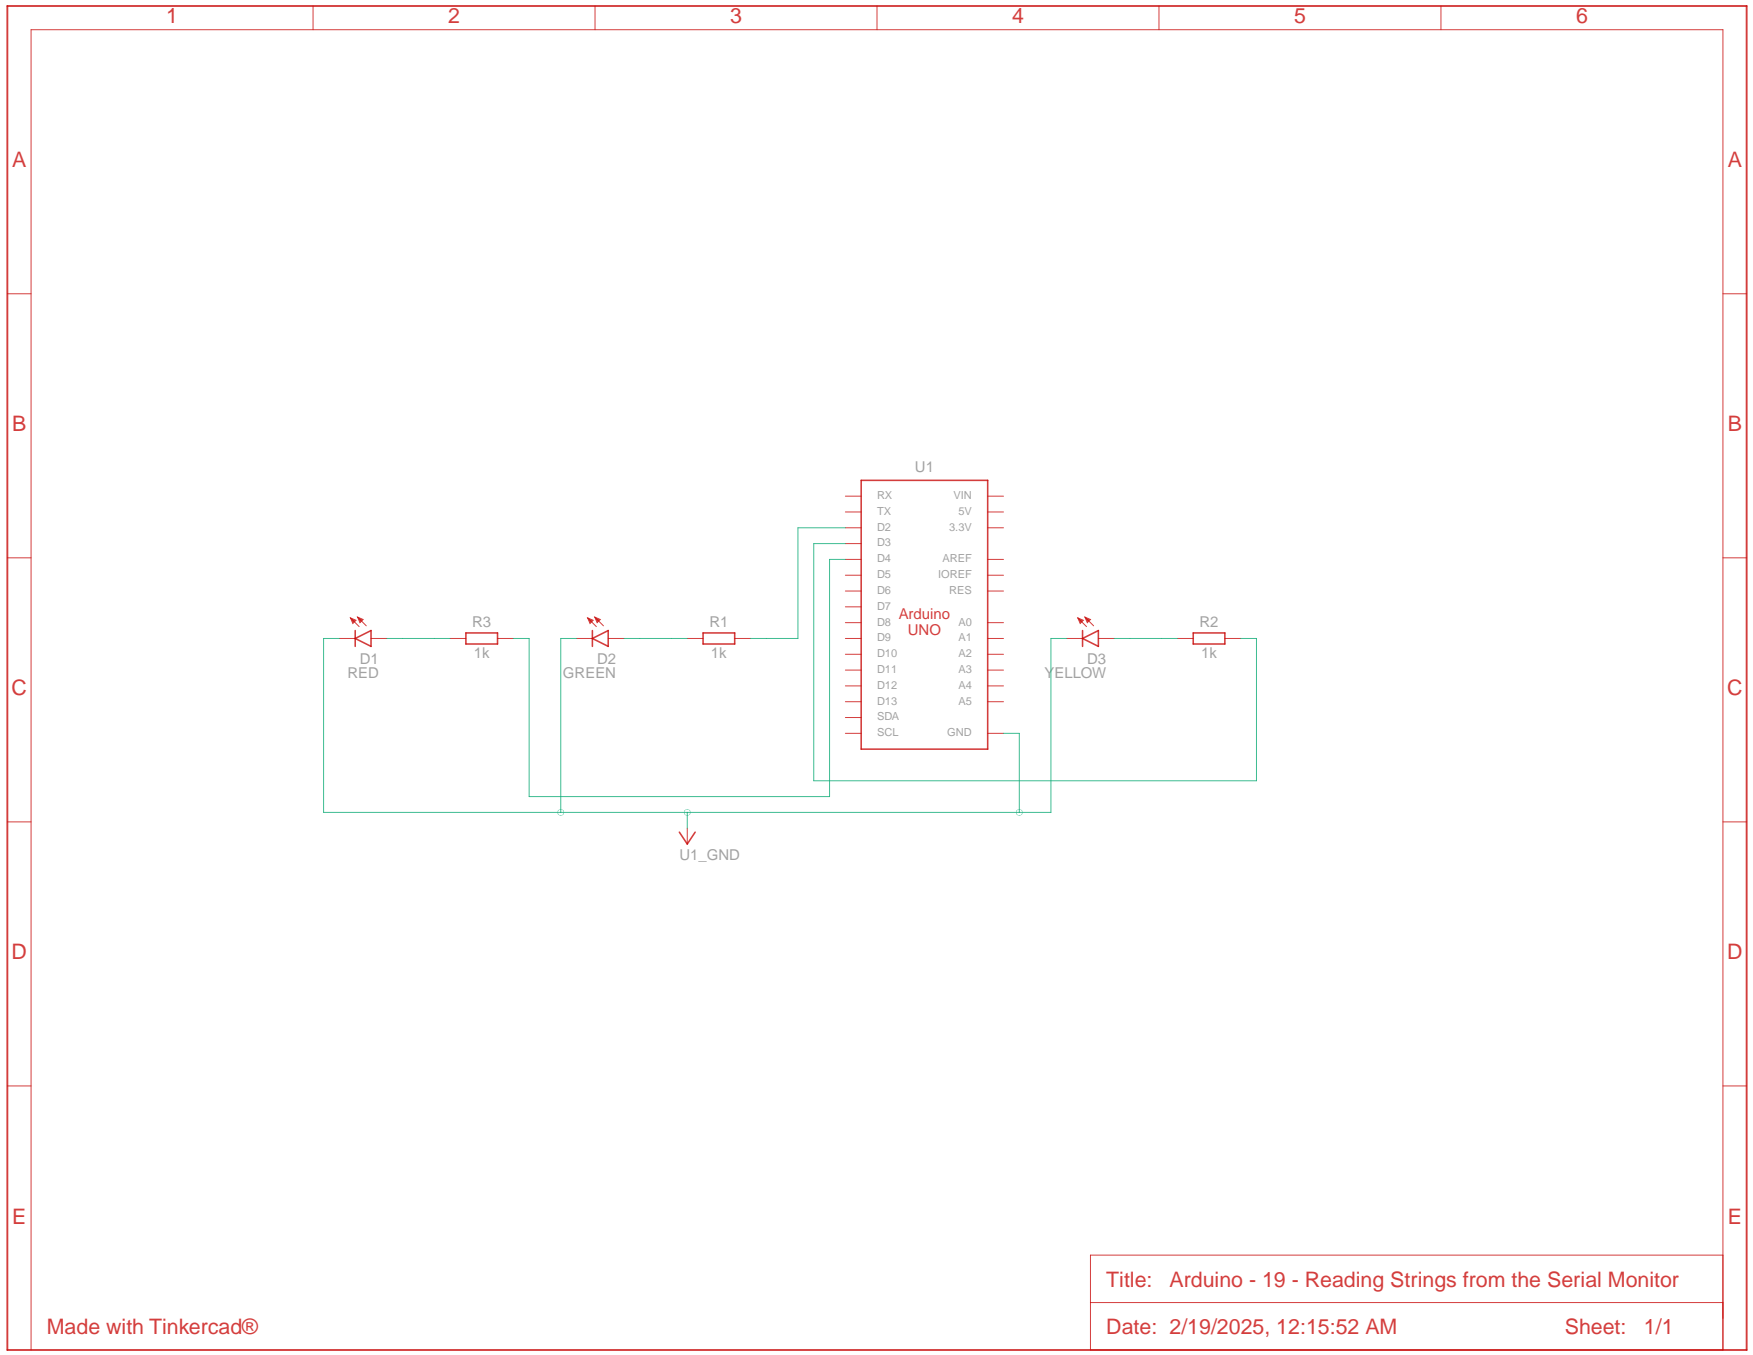 1 2 3 4 5 6
A A
B B
U1
RX VIN
TX 5V
D2 3.3V
D3
D4 AREF
D5 IOREF
D6 RES
D7
Arduino
UNO
D8 A0
D9 A1
D10 A2
D11 A3
D12 A4
D13 A5
SDA
SCL GND
R3 R1 R2
1k 1k 1k
D1 D2 D3
RED GREEN YELLOW
C C
U1_GND
D D
E E
Title: Arduino - 19 - Reading Strings from the Serial Monitor
Made with Tinkercad®
Date: 2/19/2025, 12:15:52 AM Sheet: 1/1